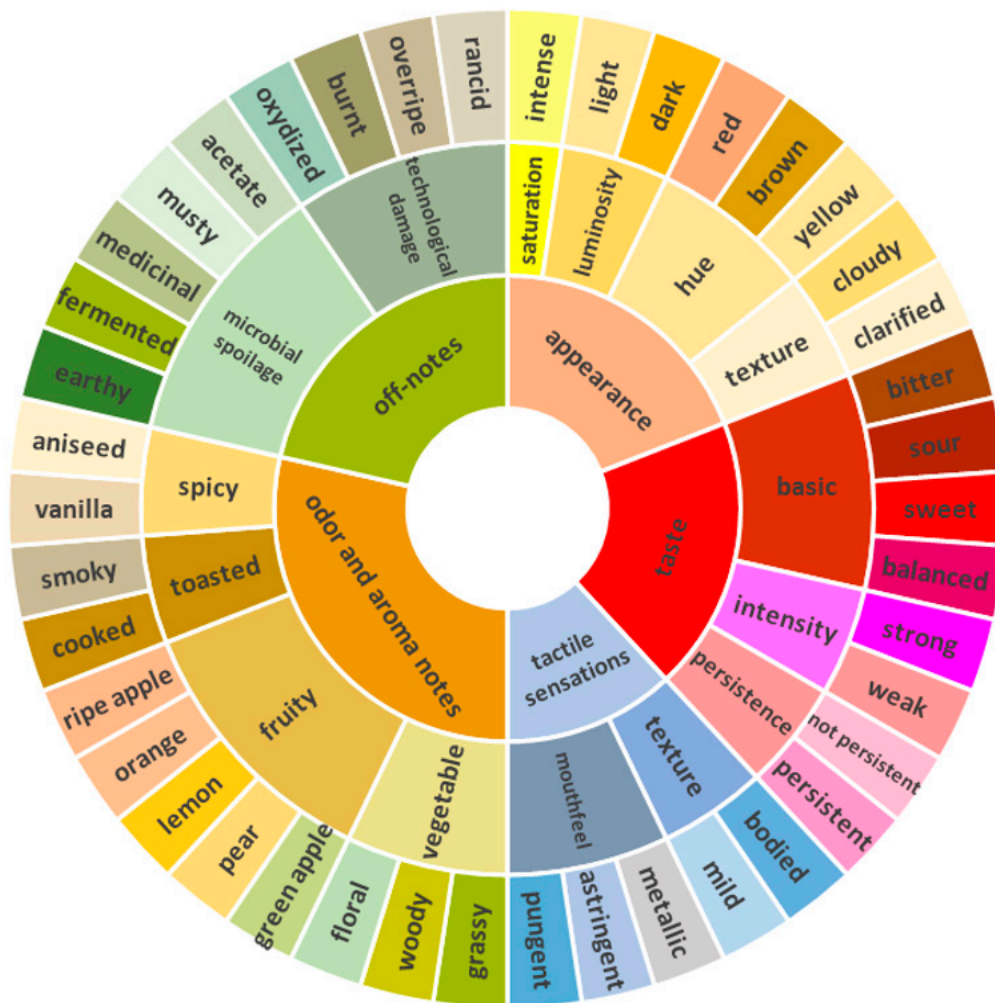 intense
light
dark
red
brown
yellow
cloudy
clarified
bitter
sour
sweet
balanced
strong
weak
not persistent
persistent
bodied
mild
metallic
astringent
pungent
grassy
woody
floral
green apple
pear
lemon
orange
ripe apple
cooked
smoky
vanilla
aniseed
earthy
fermented
medicinal
musty
acetate
oxydized
burnt
overripe
rancid
saturation
luminosity
hue
texture
basic
intensity
persistence
texture
mouthfeel
vegetable
fruity
toasted
spicy
microbial
spoilage
technological
damage
appearance
taste
tactile
sensations
odor and aroma notes
off-notes